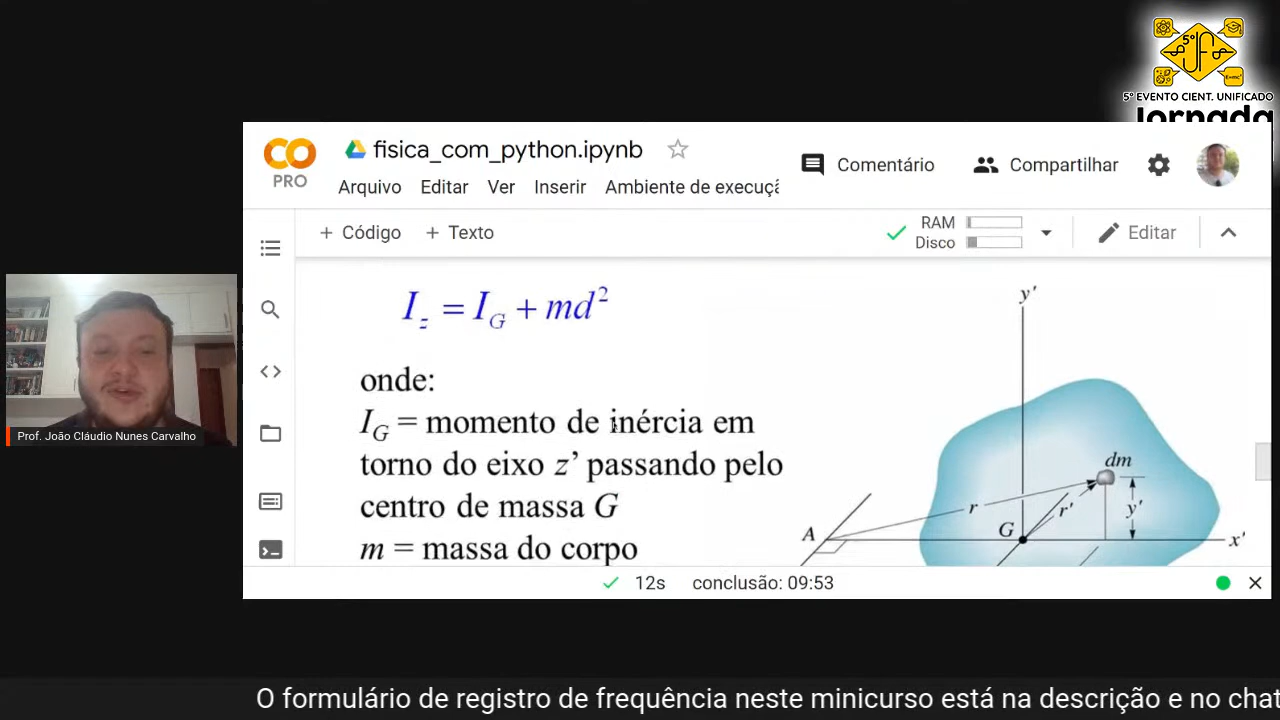 5º
5º EVENTO CIENT. UNIFICADO
Jornada
CO
PRO
fisica_com_python.ipynb
Comentário
Compartilhar
Arquivo Editar Ver Inserir Ambiente de execuçã
+ Código + Texto
RAM
Disco
Editar
I_z = I_G + md²
onde:
I_G = momento de inércia em
torno do eixo z’ passando pelo
centro de massa G
m = massa do corpo
y'
dm
r
r'
y'
A
G
x'
12s conclusão: 09:53
Prof. João Cláudio Nunes Carvalho
O formulário de registro de frequência neste minicurso está na descrição e no chat